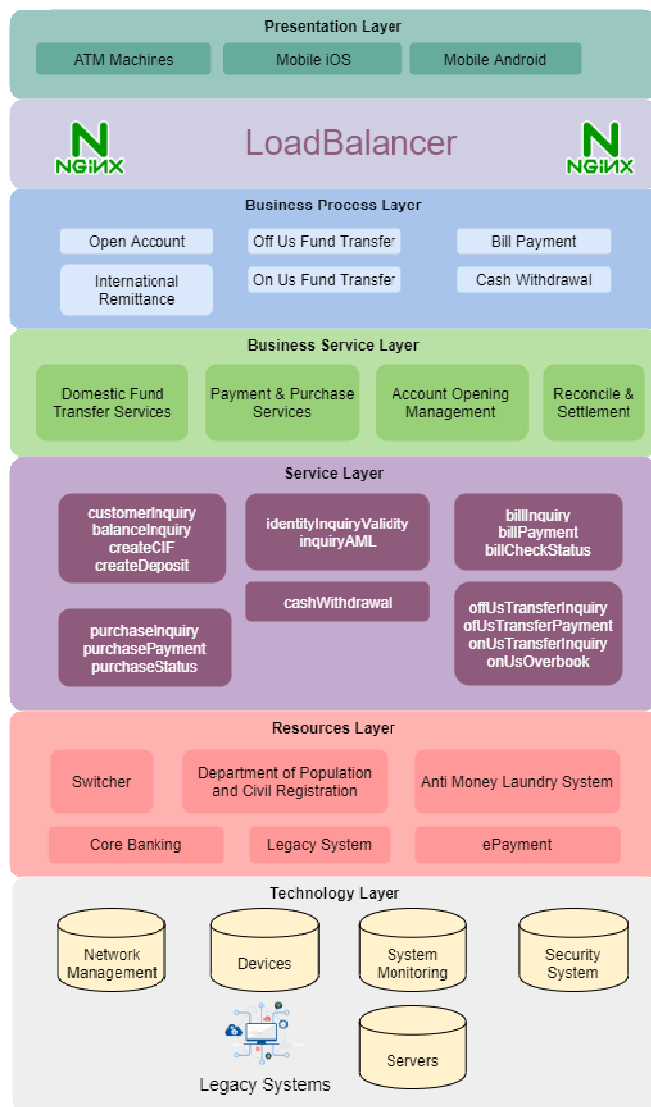 Presentation Layer
ATM Machines
Mobile iOS
Mobile Android
NGiNX
LoadBalancer
NGiNX
Business Process Layer
Open Account
Off Us Fund Transfer
Bill Payment
International
Remittance
On Us Fund Transfer
Cash Withdrawal
Business Service Layer
Domestic Fund
Transfer Services
Payment & Purchase
Services
Account Opening
Management
Reconcile &
Settlement
Service Layer
customerInquiry
balanceInquiry
createCIF
createDeposit
identityInquiryValidity
inquiryAML
billInquiry
billPayment
billCheckStatus
cashWithdrawal
purchaseInquiry
purchasePayment
purchaseStatus
offUsTransferInquiry
ofUsTransferPayment
onUsTransferInquiry
onUsOverbook
Resources Layer
Switcher
Department of Population
and Civil Registration
Anti Money Laundry System
Core Banking
Legacy System
ePayment
Technology Layer
Network
Management
Devices
System
Monitoring
Security
System
Legacy Systems
Servers